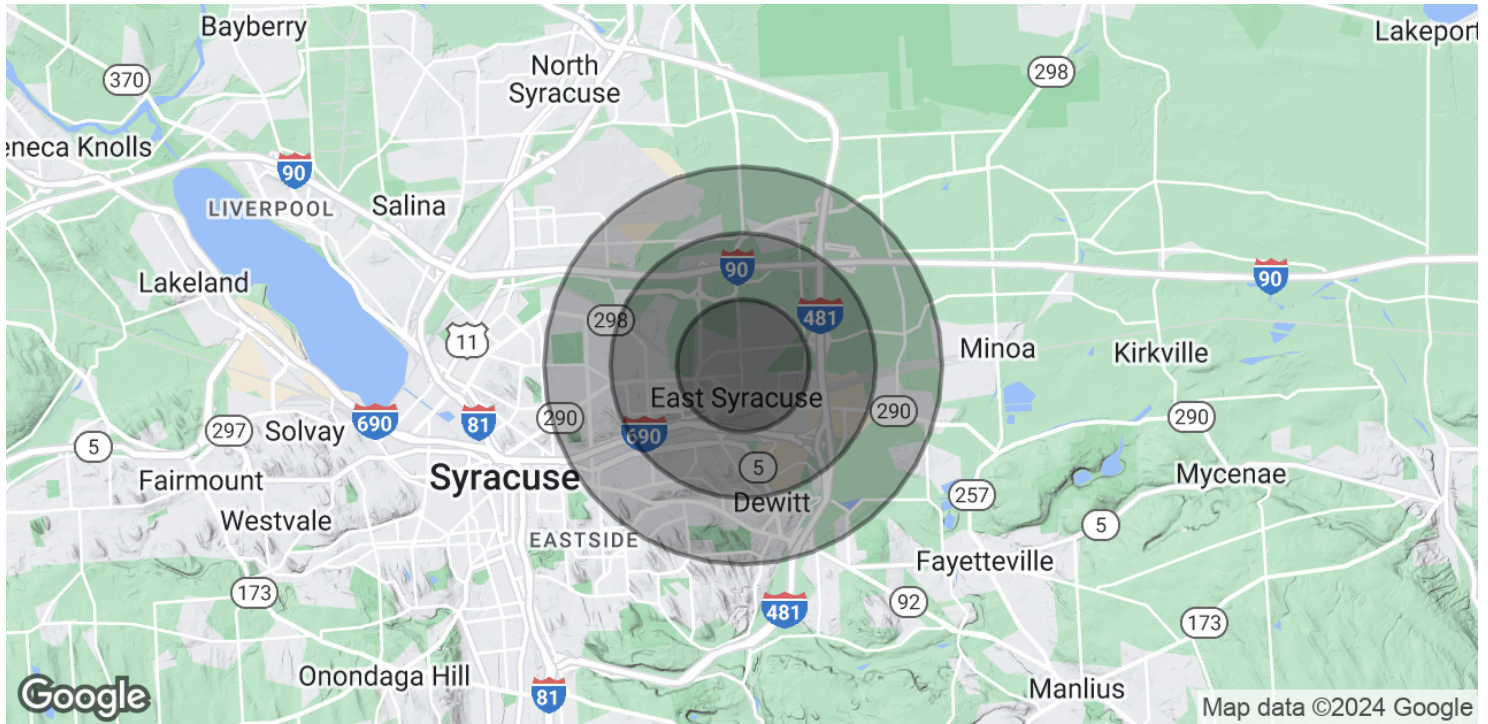 Bayberry
Lakeport
370
North
Syracuse
298
eneca Knolls
90
LIVERPOOL
Salina
Lakeland
90
90
298
481
11
Minoa
Kirkville
East Syracuse
290
290
290
690
81
690
297
Solvay
5
Fairmount
Syracuse
5
Mycenae
Dewitt
257
Westvale
5
EASTSIDE
Fayetteville
173
92
481
173
Onondaga Hill
81
Manlius
Google
Map data ©2024 Google